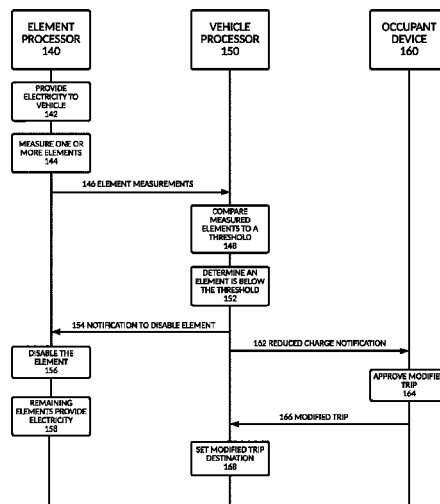 ELEMENT
PROCESSOR
140
VEHICLE
PROCESSOR
150
OCCUPANT
DEVICE
160
PROVIDE
ELECTRICITY TO
VEHICLE
142
MEASURE ONE OR
MORE ELEMENTS
144
146 ELEMENT MEASUREMENTS
COMPARE
MEASURED
ELEMENTS TO A
THRESHOLD
148
DETERMINE AN
ELEMENT IS BELOW
THE THRESHOLD
152
154 NOTIFICATION TO DISABLE ELEMENT
162 REDUCED CHARGE NOTIFICATION
DISABLE THE
ELEMENT
156
APPROVE MODIFIED
TRIP
164
REMAINING
ELEMENTS PROVIDE
ELECTRICITY
158
166 MODIFIED TRIP
SET MODIFIED TRIP
DESTINATION
168